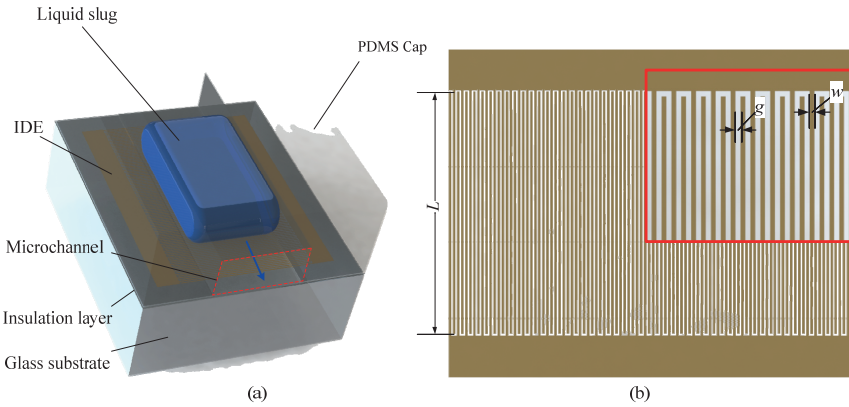 Liquid slug
PDMS Cap
IDE
Microchannel
Insulation layer
Glass substrate
(a)
g
w
L
(b)